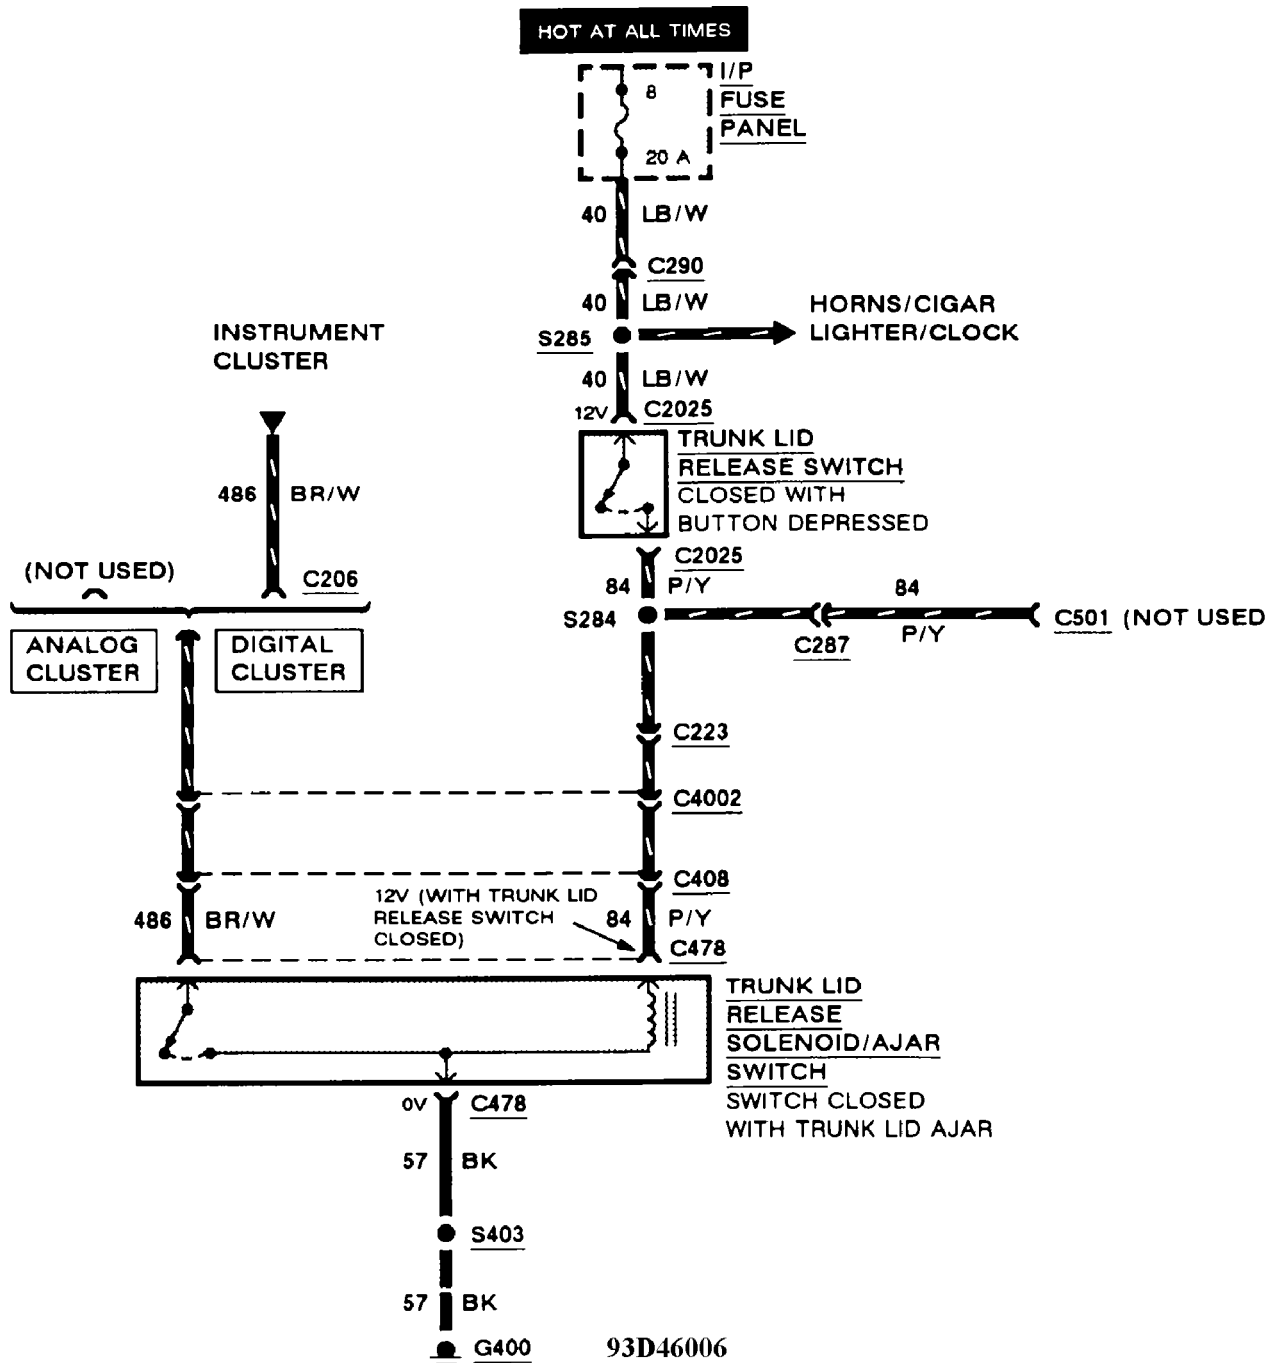 HOT AT ALL TIMES
I/P
FUSE
PANEL
8
20 A
40 LB/W
C290
40 LB/W
HORNS/CIGAR
LIGHTER/CLOCK
S285
INSTRUMENT
CLUSTER
40 LB/W
12V C2025
TRUNK LID
RELEASE SWITCH
CLOSED WITH
BUTTON DEPRESSED
486 BR/W
C2025
(NOT USED)
C206
84 P/Y
84
S284
C501 (NOT USED
P/Y
C287
ANALOG
CLUSTER
DIGITAL
CLUSTER
C223
C4002
C408
12V (WITH TRUNK LID
RELEASE SWITCH
CLOSED)
486 BR/W
84 P/Y
C478
TRUNK LID
RELEASE
SOLENOID/AJAR
SWITCH
SWITCH CLOSED
WITH TRUNK LID AJAR
0V C478
57 BK
S403
57 BK
G400
93D46006